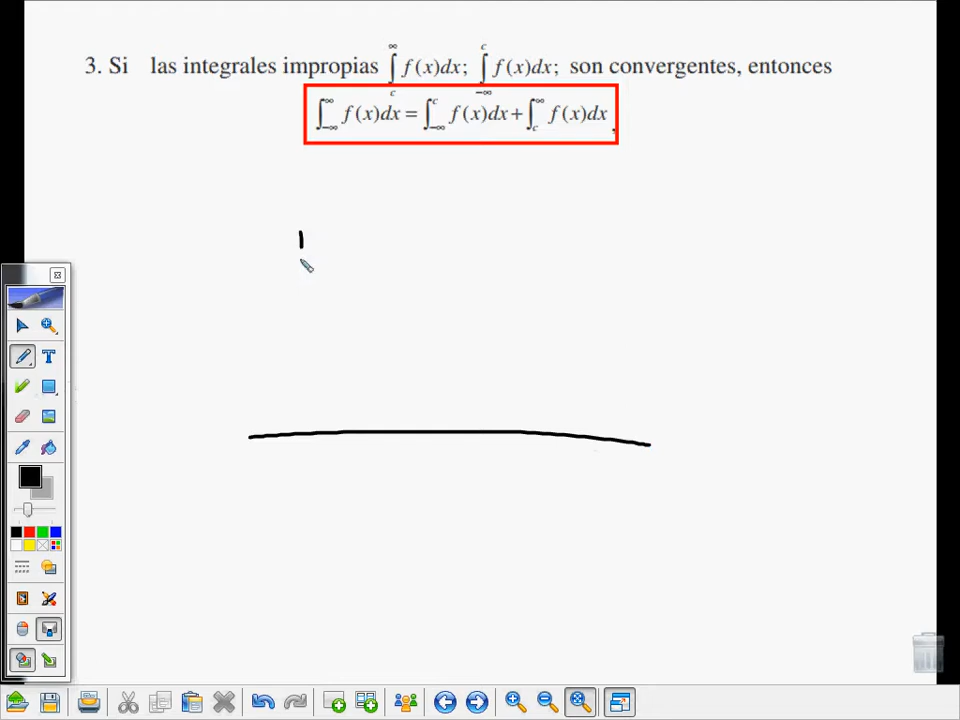 3. Si las integrales impropias ∫_c^∞ f(x)dx; ∫_{-∞}^c f(x)dx; son convergentes, entonces
∫_{-∞}^∞ f(x)dx = ∫_{-∞}^c f(x)dx + ∫_c^∞ f(x)dx,
T